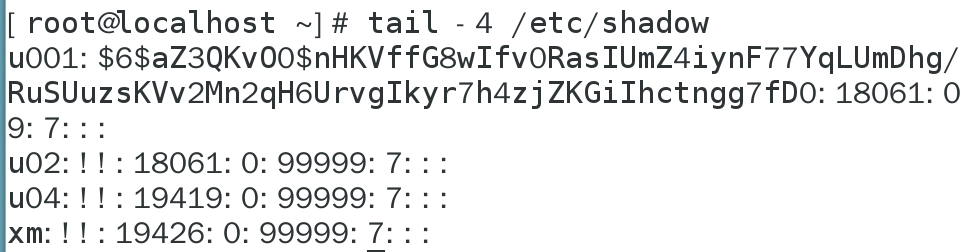 [ root@localhost ~] # tail - 4 /etc/shadow
u001: $6$aZ3QKvO0$nHKVffG8wIfv0RasIUmZ4iynF77YqLUmDhg/
RuSUuzsKVv2Mn2qH6UrvgIkyr7h4zjZKGiIhctngg7fD0: 18061: 0
9: 7: : :
u02: ! ! : 18061: 0: 99999: 7: : :
u04: ! ! : 19419: 0: 99999: 7: : :
xm: ! ! : 19426: 0: 99999: 7: : :